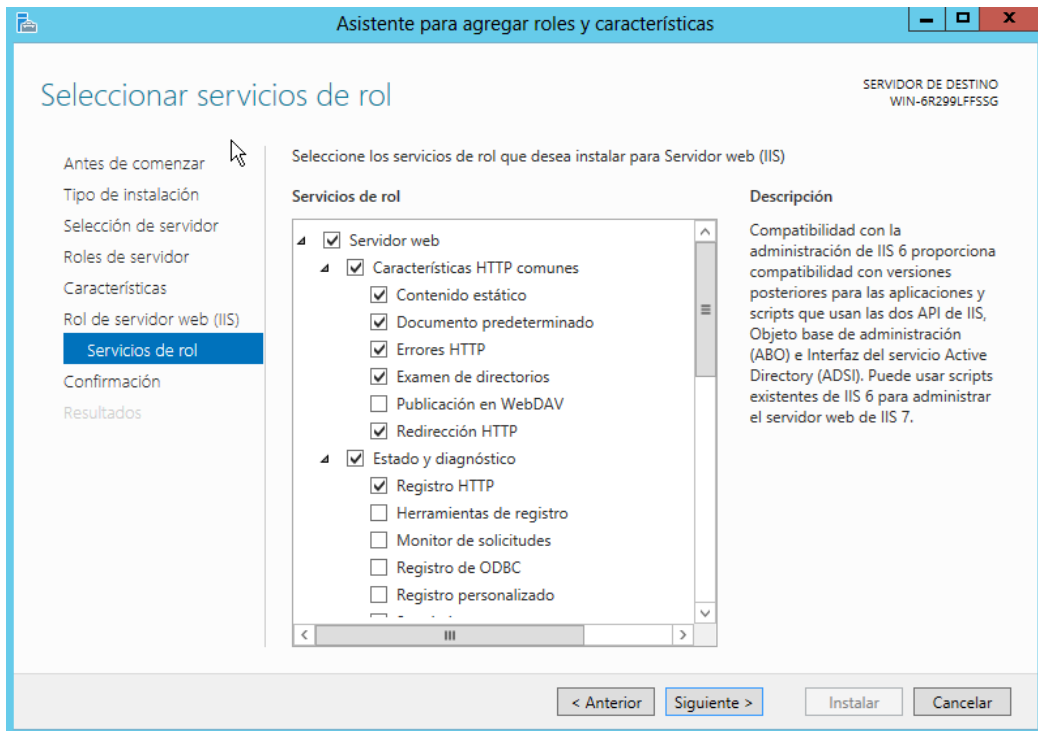 Asistente para agregar roles y características
Seleccionar servicios de rol
SERVIDOR DE DESTINO
WIN-6R299LFFSSG
Antes de comenzar
Tipo de instalación
Selección de servidor
Roles de servidor
Características
Rol de servidor web (IIS)
Servicios de rol
Confirmación
Resultados
Seleccione los servicios de rol que desea instalar para Servidor web (IIS)
Servicios de rol
Servidor web
Características HTTP comunes
Contenido estático
Documento predeterminado
Errores HTTP
Examen de directorios
Publicación en WebDAV
Redirección HTTP
Estado y diagnóstico
Registro HTTP
Herramientas de registro
Monitor de solicitudes
Registro de ODBC
Registro personalizado
Descripción
Compatibilidad con la
administración de IIS 6 proporciona
compatibilidad con versiones
posteriores para las aplicaciones y
scripts que usan las dos API de IIS,
Objeto base de administración
(ABO) e Interfaz del servicio Active
Directory (ADSI). Puede usar scripts
existentes de IIS 6 para administrar
el servidor web de IIS 7.
< Anterior
Siguiente >
Instalar
Cancelar